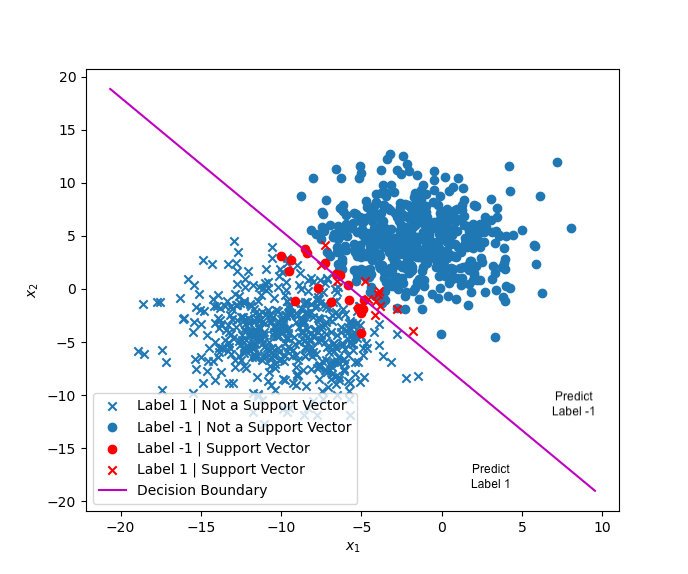 20
15
10
5
0
−5
−10
−15
−20
x2
Predict
Label -1
Predict
Label 1
Label 1 | Not a Support Vector
Label -1 | Not a Support Vector
Label -1 | Support Vector
Label 1 | Support Vector
Decision Boundary
−20 −15 −10 −5 0 5 10
x1